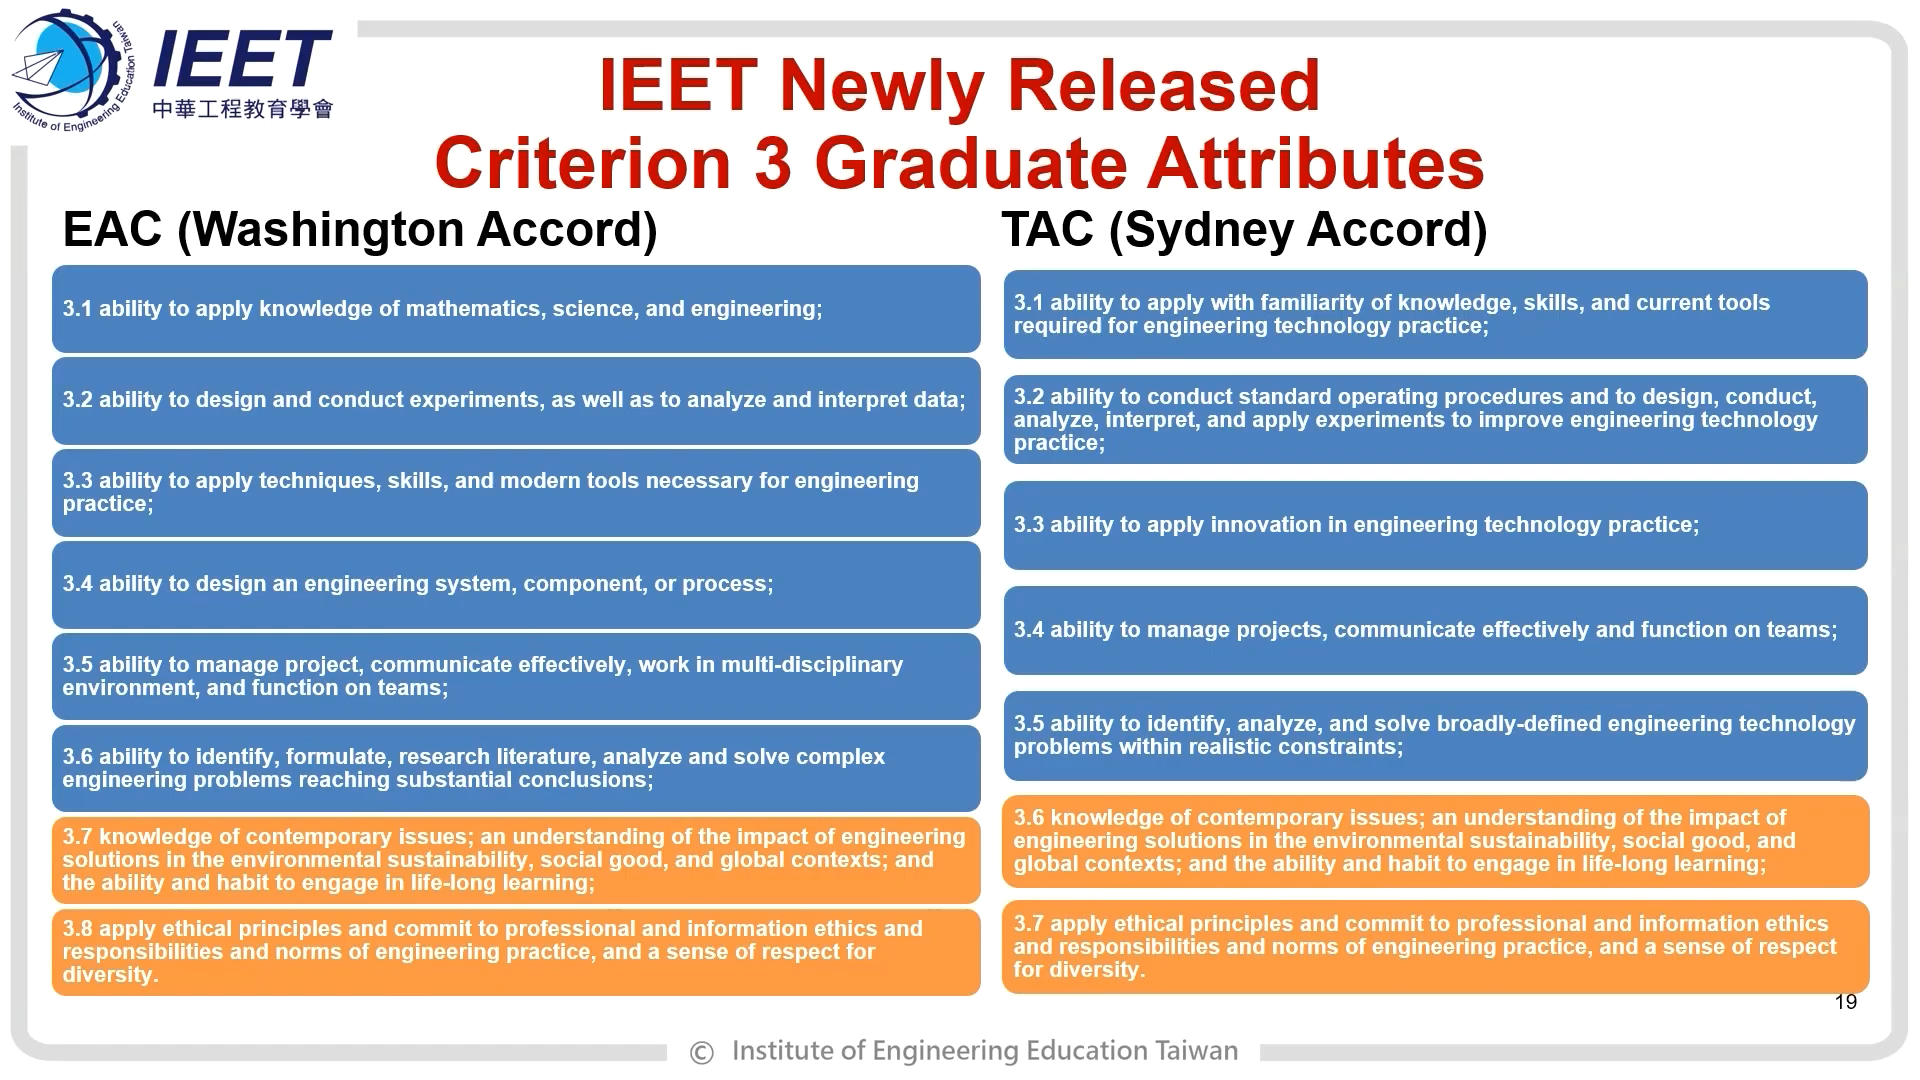 Institute of Engineering Education Taiwan
IEET
中華工程教育學會
IEET Newly Released
Criterion 3 Graduate Attributes
EAC (Washington Accord)
3.1 ability to apply knowledge of mathematics, science, and engineering;
3.2 ability to design and conduct experiments, as well as to analyze and interpret data;
3.3 ability to apply techniques, skills, and modern tools necessary for engineering
practice;
3.4 ability to design an engineering system, component, or process;
3.5 ability to manage project, communicate effectively, work in multi-disciplinary
environment, and function on teams;
3.6 ability to identify, formulate, research literature, analyze and solve complex
engineering problems reaching substantial conclusions;
3.7 knowledge of contemporary issues; an understanding of the impact of engineering
solutions in the environmental sustainability, social good, and global contexts; and
the ability and habit to engage in life-long learning;
3.8 apply ethical principles and commit to professional and information ethics and
responsibilities and norms of engineering practice, and a sense of respect for
diversity.
TAC (Sydney Accord)
3.1 ability to apply with familiarity of knowledge, skills, and current tools
required for engineering technology practice;
3.2 ability to conduct standard operating procedures and to design, conduct,
analyze, interpret, and apply experiments to improve engineering technology
practice;
3.3 ability to apply innovation in engineering technology practice;
3.4 ability to manage projects, communicate effectively and function on teams;
3.5 ability to identify, analyze, and solve broadly-defined engineering technology
problems within realistic constraints;
3.6 knowledge of contemporary issues; an understanding of the impact of
engineering solutions in the environmental sustainability, social good, and
global contexts; and the ability and habit to engage in life-long learning;
3.7 apply ethical principles and commit to professional and information ethics
and responsibilities and norms of engineering practice, and a sense of respect
for diversity.
19
© Institute of Engineering Education Taiwan